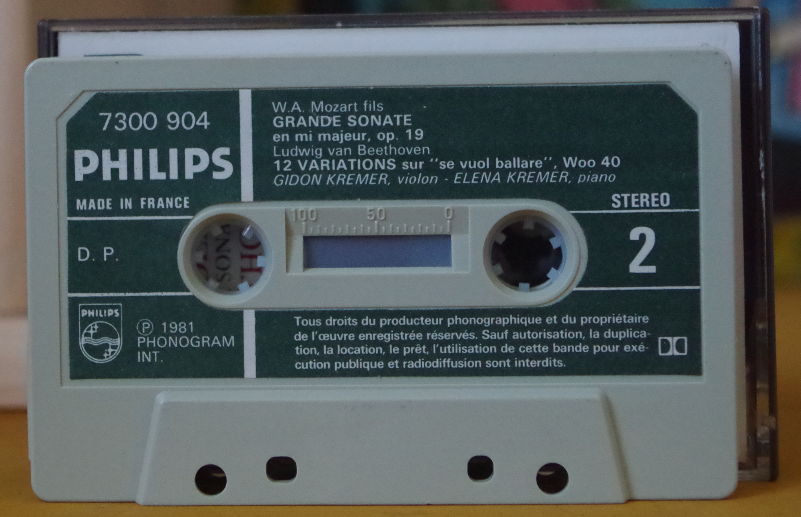 7300 904
PHILIPS
MADE IN FRANCE
D. P.
PHILIPS
Ⓟ 1981
PHONOGRAM
INT.
W.A. Mozart fils
GRANDE SONATE
en mi majeur, op. 19
Ludwig van Beethoven
12 VARIATIONS sur "se vuol ballare", Woo 40
GIDON KREMER, violon - ELENA KREMER, piano
STEREO
2
100 50 0
Tous droits du producteur phonographique et du propriétaire
de l'œuvre enregistrée réservés. Sauf autorisation, la duplica-
tion, la location, le prêt, l'utilisation de cette bande pour exé-
cution publique et radiodiffusion sont interdits.